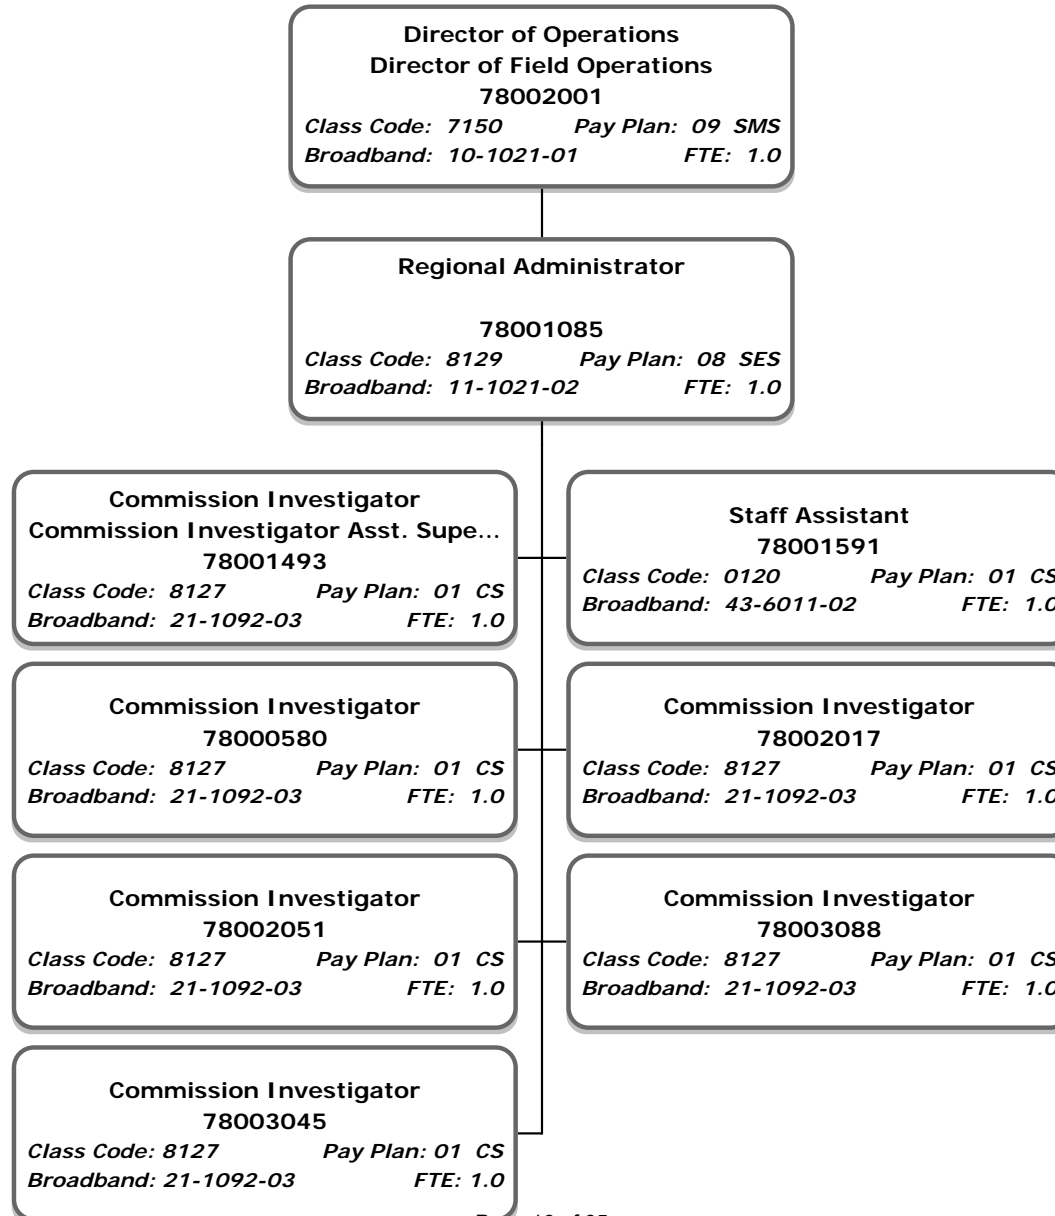 Director of Operations
Director of Field Operations
78002001
Class Code: 7150 Pay Plan: 09 SMS
Broadband: 10-1021-01 FTE: 1.0
Regional Administrator
78001085
Class Code: 8129 Pay Plan: 08 SES
Broadband: 11-1021-02 FTE: 1.0
Commission Investigator
Commission Investigator Asst. Supe...
78001493
Class Code: 8127 Pay Plan: 01 CS
Broadband: 21-1092-03 FTE: 1.0
Staff Assistant
78001591
Class Code: 0120 Pay Plan: 01 CS
Broadband: 43-6011-02 FTE: 1.0
Commission Investigator
78000580
Class Code: 8127 Pay Plan: 01 CS
Broadband: 21-1092-03 FTE: 1.0
Commission Investigator
78002017
Class Code: 8127 Pay Plan: 01 CS
Broadband: 21-1092-03 FTE: 1.0
Commission Investigator
78002051
Class Code: 8127 Pay Plan: 01 CS
Broadband: 21-1092-03 FTE: 1.0
Commission Investigator
78003088
Class Code: 8127 Pay Plan: 01 CS
Broadband: 21-1092-03 FTE: 1.0
Commission Investigator
78003045
Class Code: 8127 Pay Plan: 01 CS
Broadband: 21-1092-03 FTE: 1.0